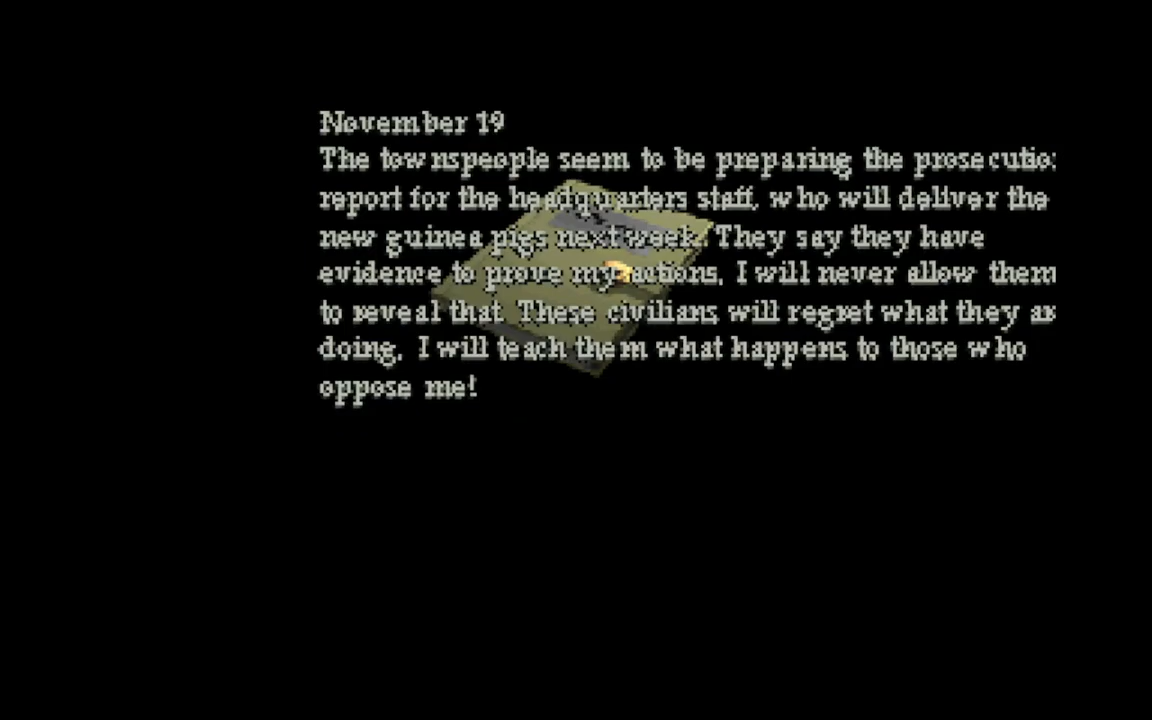 November 19
The townspeople seem to be preparing the prosecutio
report for the headquarters staff, who will deliver the
new guinea pigs next week. They say they have
evidence to prove my actions. I will never allow them
to reveal that. These civilians will regret what they ar
doing. I will teach them what happens to those who
oppose me!